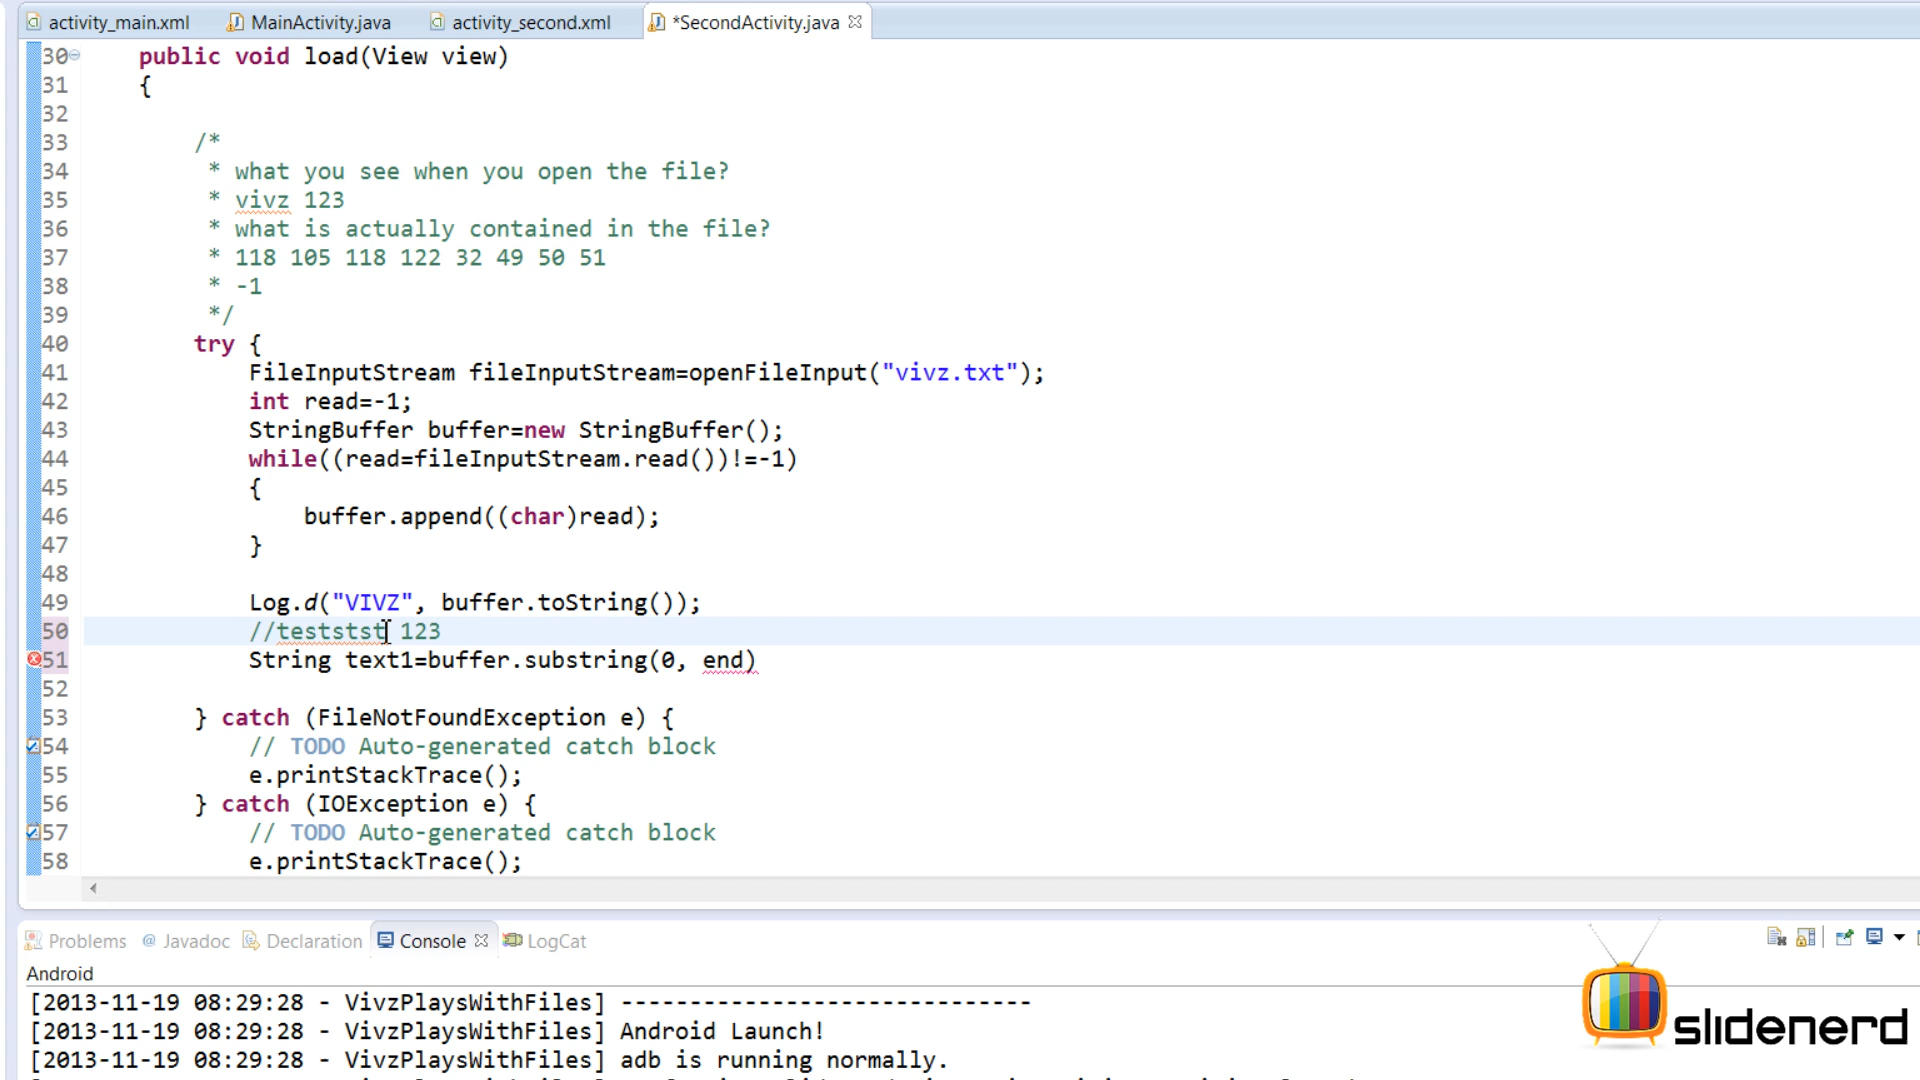 activity_main.xml MainActivity.java activity_second.xml *SecondActivity.java
30 public void load(View view)
31 {
32
33 /*
34 * what you see when you open the file?
35 * vivz 123
36 * what is actually contained in the file?
37 * 118 105 118 122 32 49 50 51
38 * -1
39 */
40 try {
41 FileInputStream fileInputStream=openFileInput("vivz.txt");
42 int read=-1;
43 StringBuffer buffer=new StringBuffer();
44 while((read=fileInputStream.read())!=-1)
45 {
46 buffer.append((char)read);
47 }
48
49 Log.d("VIVZ", buffer.toString());
50 //teststst 123
51 String text1=buffer.substring(0, end)
52
53 } catch (FileNotFoundException e) {
54 // TODO Auto-generated catch block
55 e.printStackTrace();
56 } catch (IOException e) {
57 // TODO Auto-generated catch block
58 e.printStackTrace();
Problems @ Javadoc Declaration Console LogCat
Android
[2013-11-19 08:29:28 - VivzPlaysWithFiles] ------------------------------
[2013-11-19 08:29:28 - VivzPlaysWithFiles] Android Launch!
[2013-11-19 08:29:28 - VivzPlaysWithFiles] adb is running normally.
slidenerd